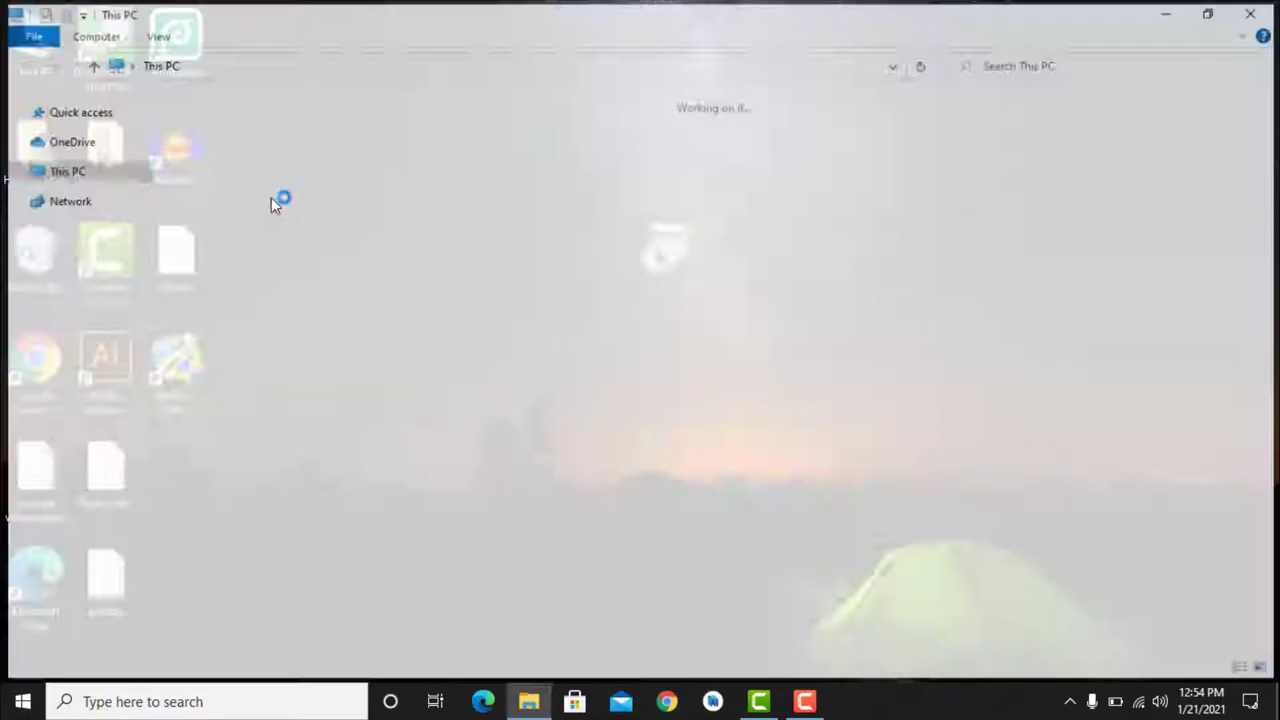 This PC
File
Computer
View
This PC
Search This PC
Working on it...
Quick access
OneDrive
This PC
Network
Ai
Type here to search
12:54 PM
1/21/2021